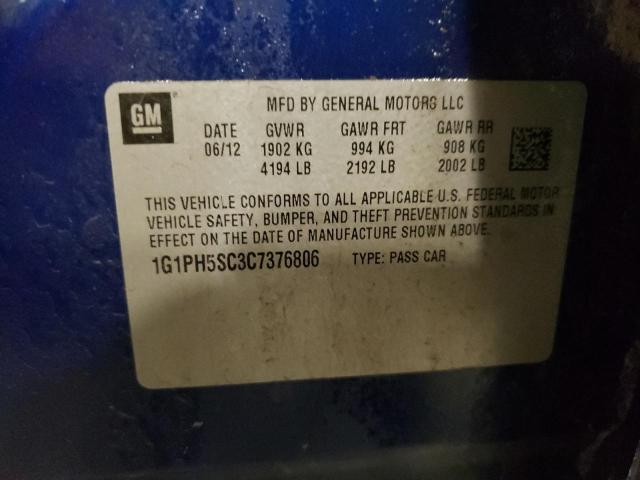 GM
MFD BY GENERAL MOTORS LLC
DATE GVWR GAWR FRT GAWR RR
06/12 1902 KG 994 KG 908 KG
4194 LB 2192 LB 2002 LB
THIS VEHICLE CONFORMS TO ALL APPLICABLE U.S. FEDERAL MOTOR
VEHICLE SAFETY, BUMPER, AND THEFT PREVENTION STANDARDS IN
EFFECT ON THE DATE OF MANUFACTURE SHOWN ABOVE.
1G1PH5SC3C7376806 TYPE: PASS CAR